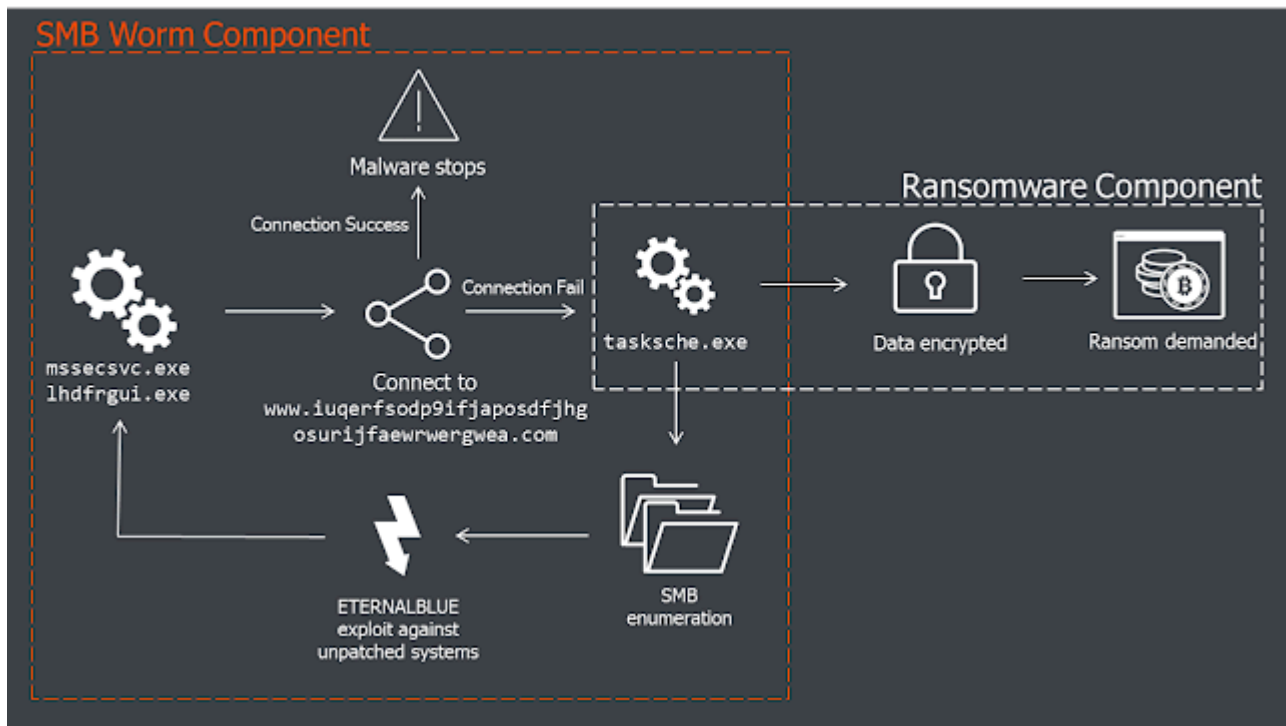 SMB Worm Component
Malware stops
Ransomware Component
Connection Success
Connection Fail
mssecsvc.exe
lhdfrgui.exe
Connect to
www.iuqerfsodp9ifjaposdfjhg
osurijfaewrwergwea.com
tasksche.exe
Data encrypted
Ransom demanded
ETERNALBLUE
exploit against
unpatched systems
SMB
enumeration